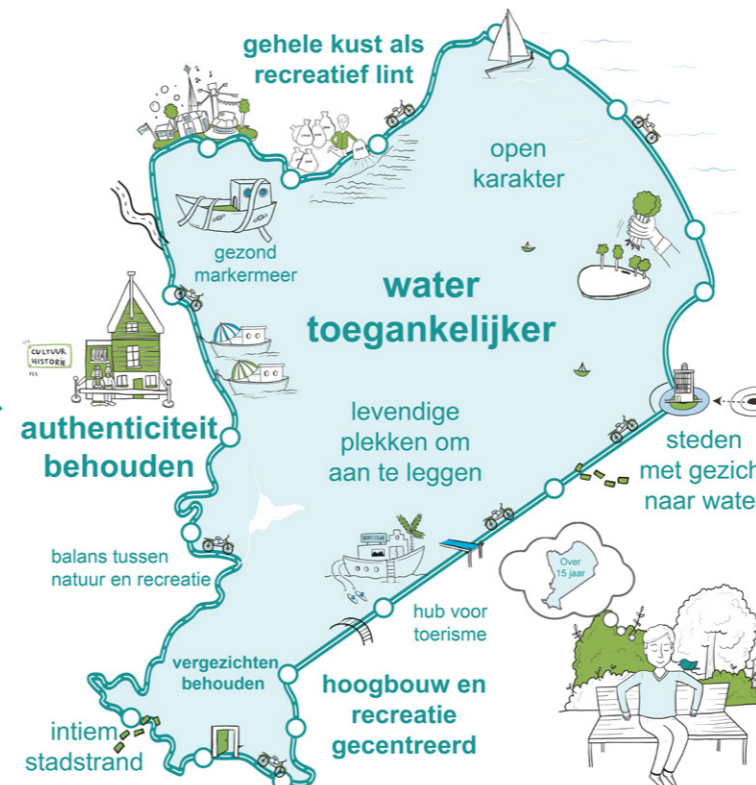 gehele kust als
recreatief lint
open
karakter
gezond
markermeer
water
toegankelijker
CULTUUR
HISTORIE
authenticiteit
behouden
levendige
plekken om
aan te leggen
steden
met gezich
naar wate
balans tussen
natuur en recreatie
Over
15 jaar
hub voor
toerisme
vergezichten
behouden
hoogbouw en
recreatie
gecentreerd
intiem
stadstrand